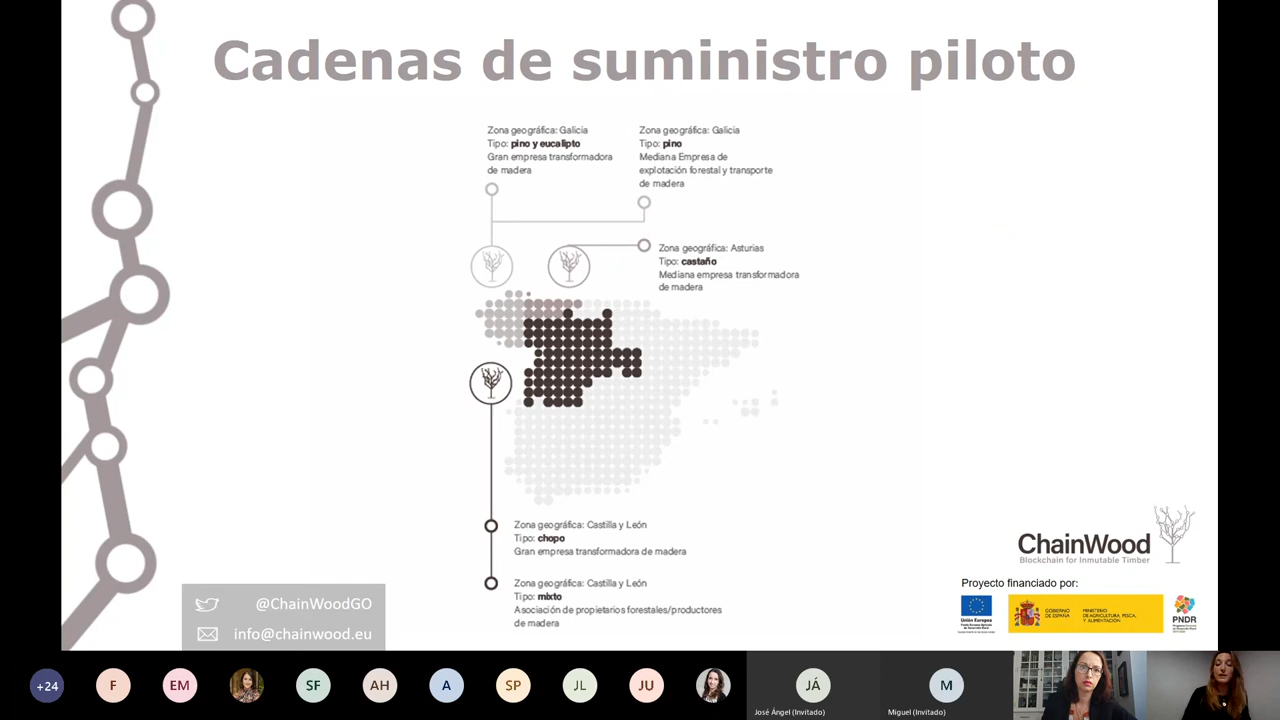 Cadenas de suministro piloto
Zona geográfica: Galicia
Tipo: pino y eucalipto
Gran empresa transformadora
de madera
Zona geográfica: Galicia
Tipo: pino
Mediana Empresa de
explotación forestal y transporte
de madera
Zona geográfica: Asturias
Tipo: castaño
Mediana empresa transformadora
de madera
Zona geográfica: Castilla y León
Tipo: chopo
Gran empresa transformadora de madera
Zona geográfica: Castilla y León
Tipo: mixto
Asociación de propietarios forestales/productores
de madera
@ChainWoodGO
info@chainwood.eu
ChainWood
Blockchain for Inmutable Timber
Proyecto financiado por:
Unión Europea
GOBIERNO
DE ESPAÑA
MINISTERIO
DE AGRICULTURA, PESCA,
Y ALIMENTACIÓN
PNDR
+24
F
EM
SF
AH
A
SP
JL
JU
JÁ
José Ángel (Invitado)
M
Miguel (Invitado)